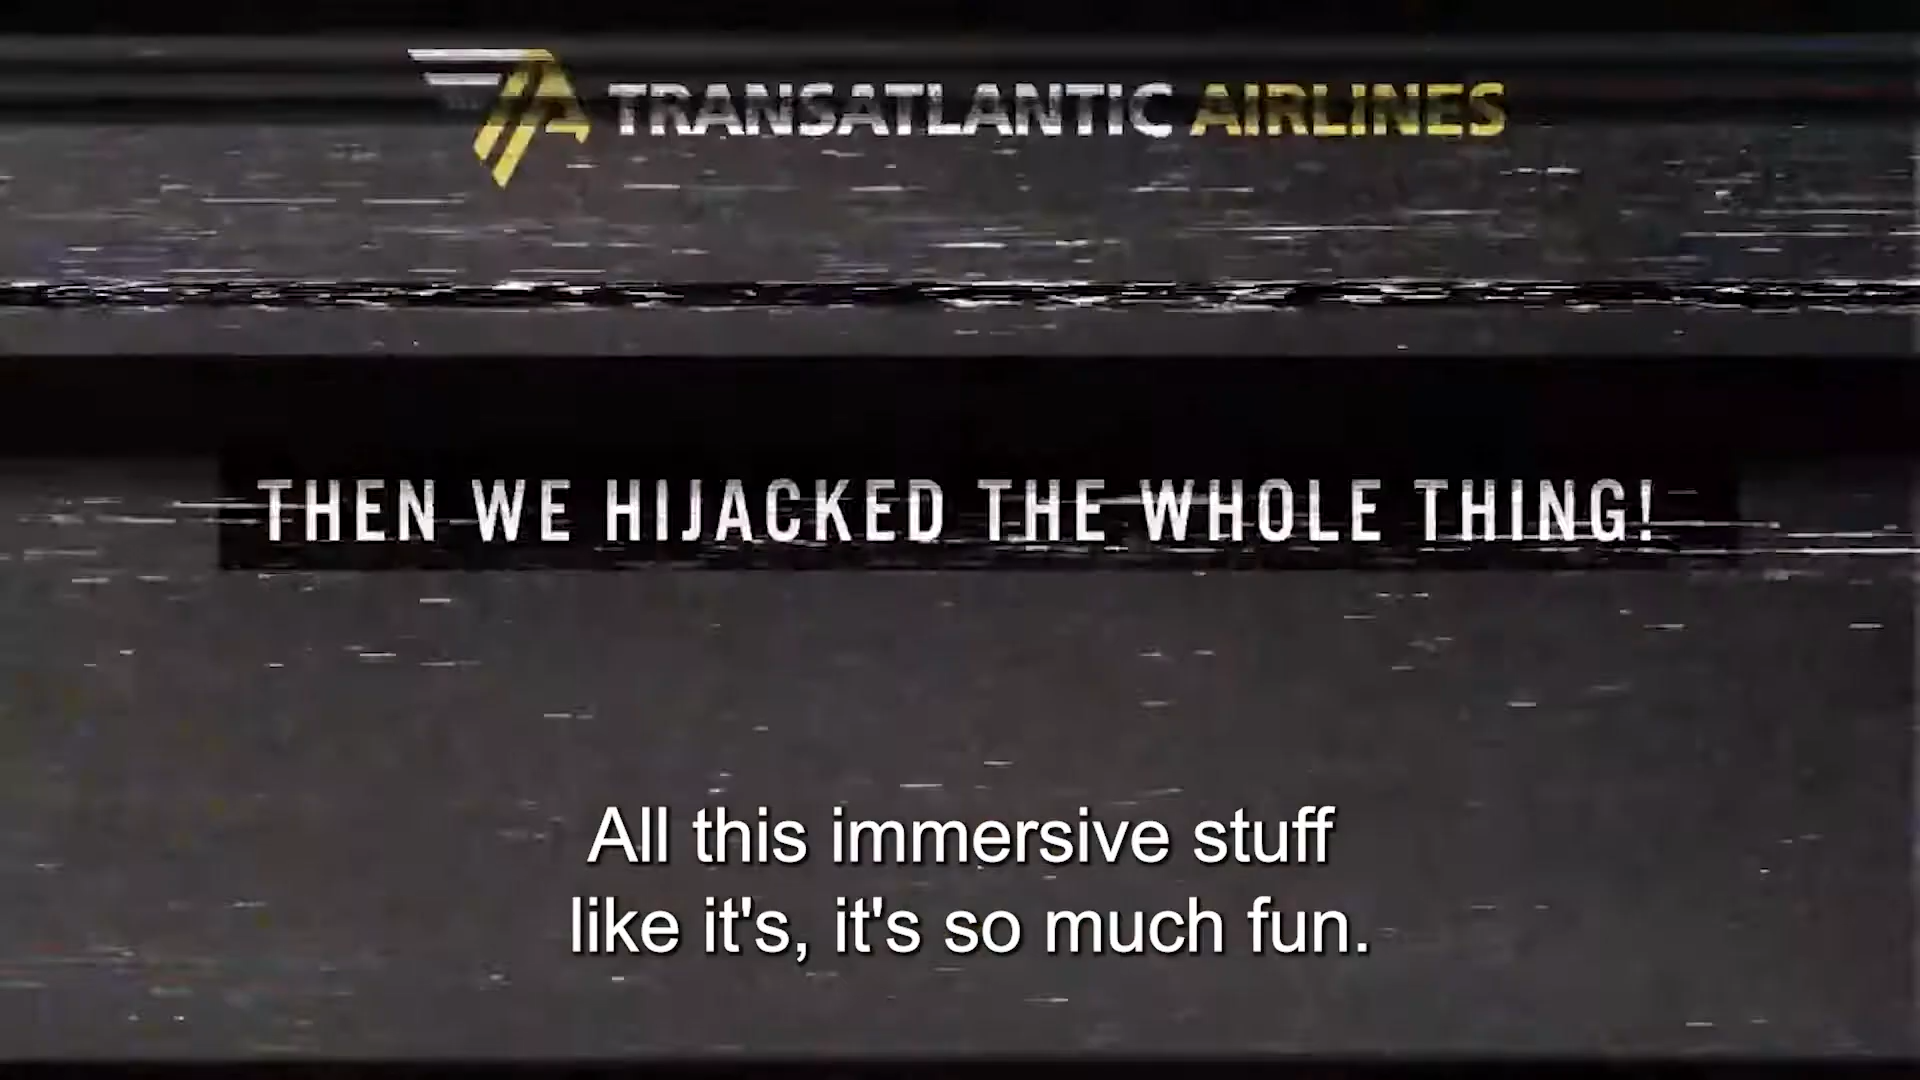 TRANSATLANTIC AIRLINES
THEN WE HIJACKED THE WHOLE THING!
All this immersive stuff
like it's, it's so much fun.